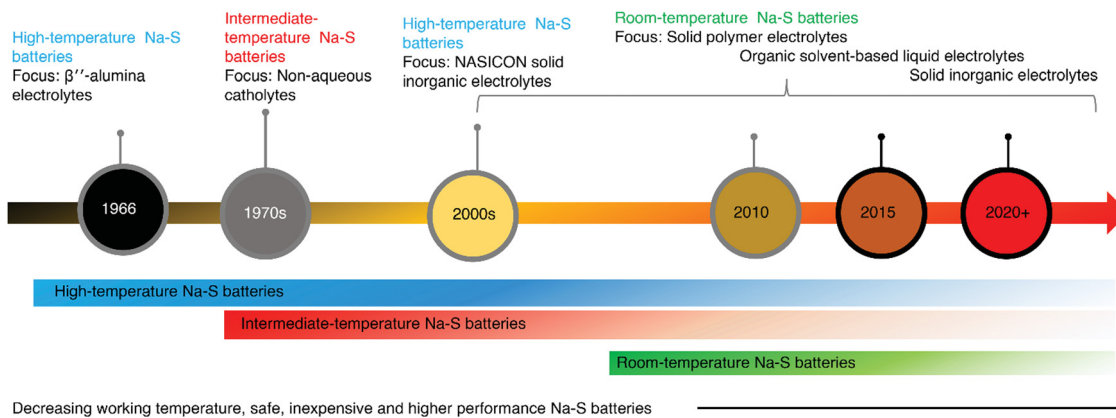 High-temperature Na-S
batteries
Focus: β′′-alumina
electrolytes
Intermediate-
temperature Na-S
batteries
Focus: Non-aqueous
catholytes
High-temperature Na-S
batteries
Focus: NASICON solid
inorganic electrolytes
Room-temperature Na-S batteries
Focus: Solid polymer electrolytes
Organic solvent-based liquid electrolytes
Solid inorganic electrolytes
1966
1970s
2000s
2010
2015
2020+
High-temperature Na-S batteries
Intermediate-temperature Na-S batteries
Room-temperature Na-S batteries
Decreasing working temperature, safe, inexpensive and higher performance Na-S batteries